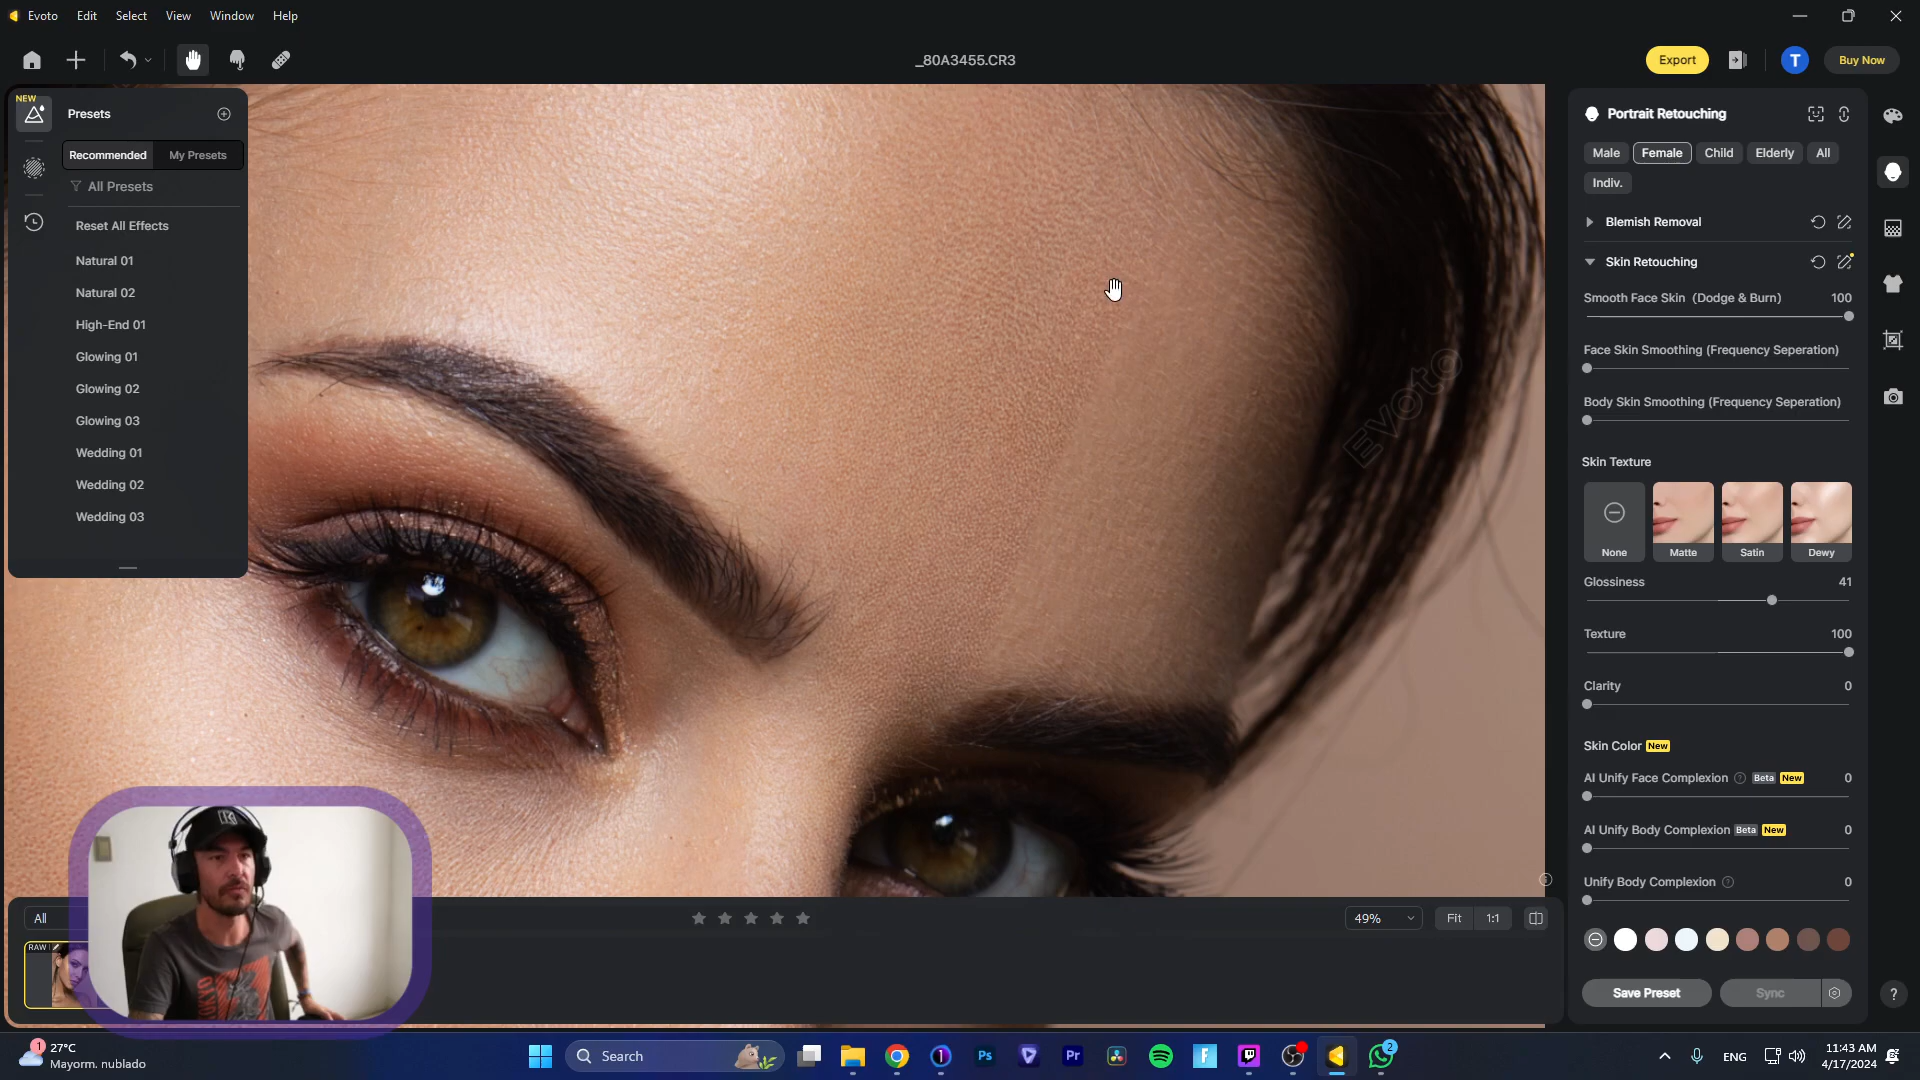 Evoto Edit Select View Window Help
_80A3455.CR3
Export
T
Buy Now
NEW
Presets
Recommended My Presets
All Presets
Reset All Effects
Natural 01
Natural 02
High-End 01
Glowing 01
Glowing 02
Glowing 03
Wedding 01
Wedding 02
Wedding 03
Evoto
Portrait Retouching
Male Female Child Elderly All
Indiv.
Blemish Removal
Skin Retouching
Smooth Face Skin (Dodge & Burn) 100
Face Skin Smoothing (Frequency Seperation)
Body Skin Smoothing (Frequency Seperation)
Skin Texture
None Matte Satin Dewy
Glossiness 41
Texture 100
Clarity 0
Skin Color New
AI Unify Face Complexion ? Beta New 0
AI Unify Body Complexion Beta New 0
Unify Body Complexion ? 0
Save Preset Sync
?
All
49% Fit 1:1
RAW
1
27°C
Mayorm. nublado
Search
Ps
Pr
2
ENG
11:43 AM
4/17/2024